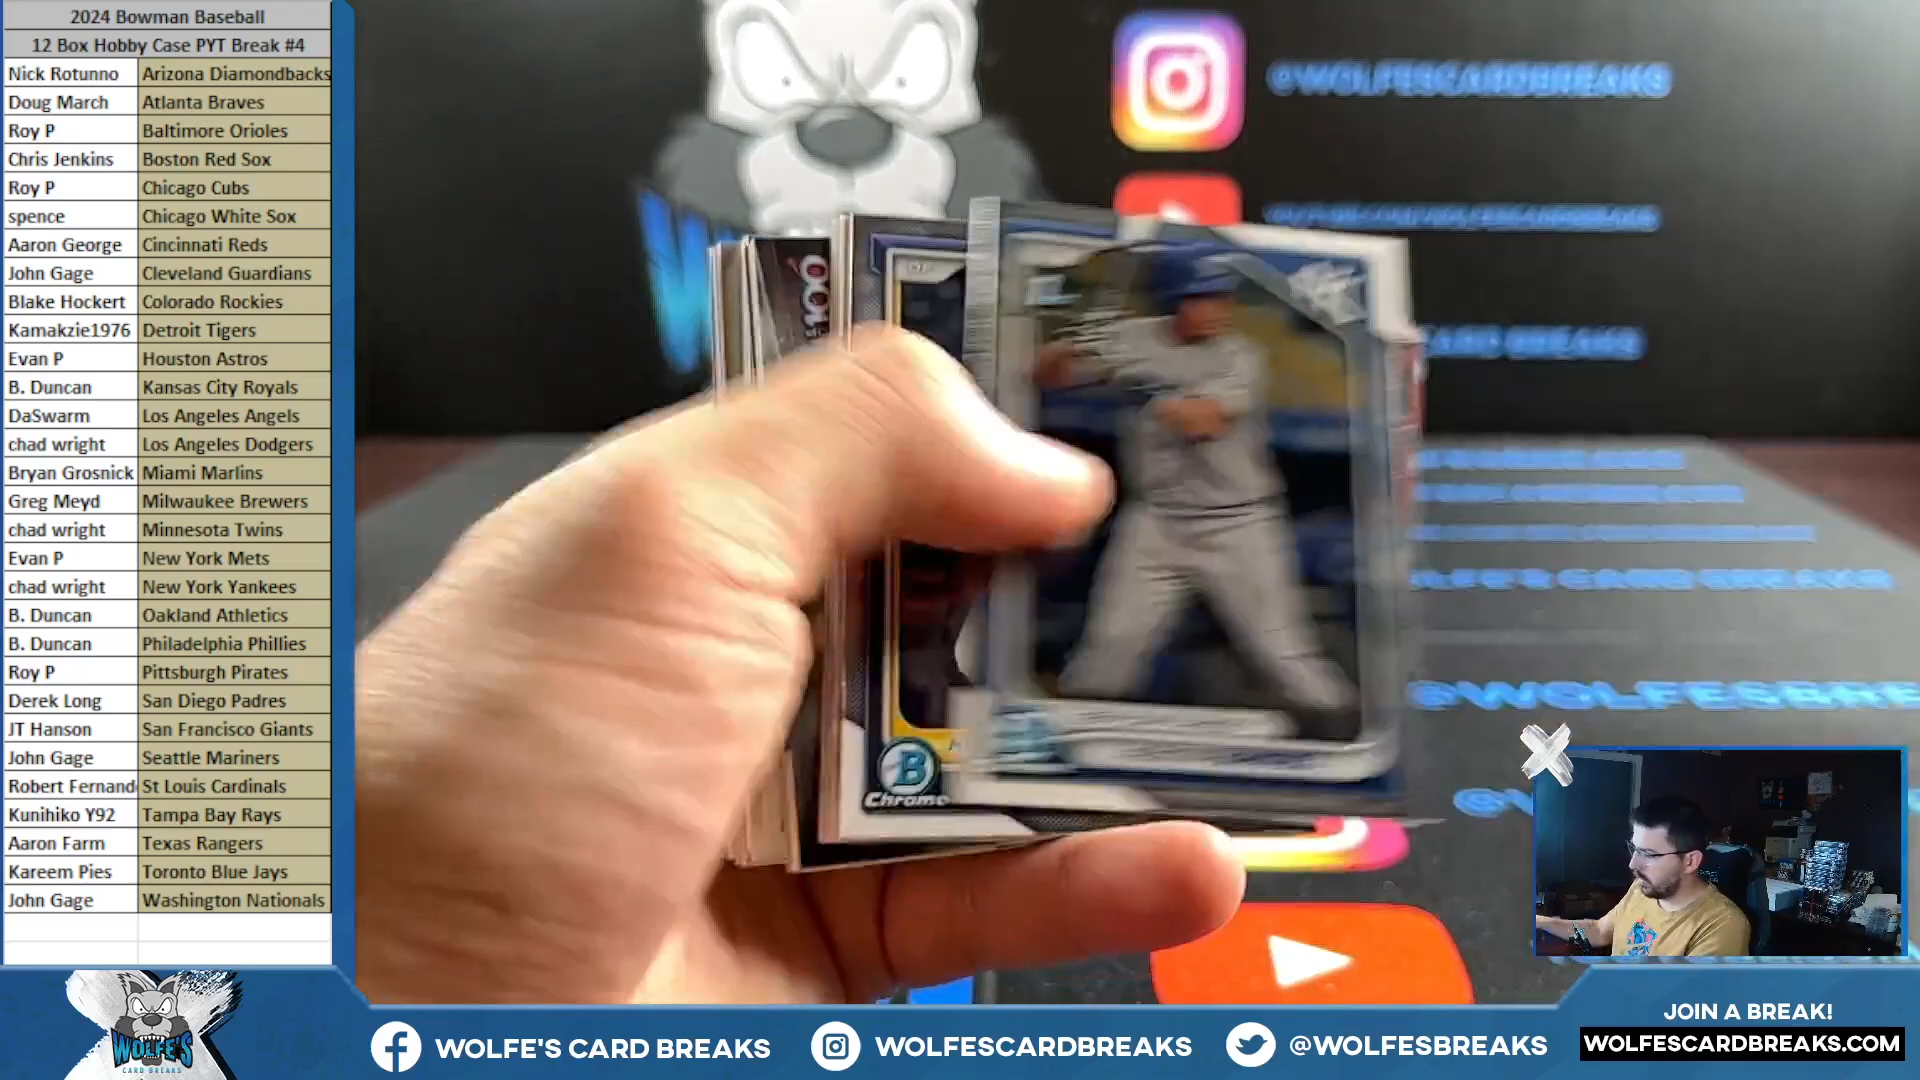 2024 Bowman Baseball
12 Box Hobby Case PYT Break #4
Nick Rotunno Arizona Diamondbacks
Doug March Atlanta Braves
Roy P Baltimore Orioles
Chris Jenkins Boston Red Sox
Roy P Chicago Cubs
spence Chicago White Sox
Aaron George Cincinnati Reds
John Gage Cleveland Guardians
Blake Hockert Colorado Rockies
Kamakzie1976 Detroit Tigers
Evan P Houston Astros
B. Duncan Kansas City Royals
DaSwarm Los Angeles Angels
chad wright Los Angeles Dodgers
Bryan Grosnick Miami Marlins
Greg Meyd Milwaukee Brewers
chad wright Minnesota Twins
Evan P New York Mets
chad wright New York Yankees
B. Duncan Oakland Athletics
B. Duncan Philadelphia Phillies
Roy P Pittsburgh Pirates
Derek Long San Diego Padres
JT Hanson San Francisco Giants
John Gage Seattle Mariners
Robert Fernand St Louis Cardinals
Kunihiko Y92 Tampa Bay Rays
Aaron Farm Texas Rangers
Kareem Pies Toronto Blue Jays
John Gage Washington Nationals
@WOLFESCARDBREAKS
CARD BREAKS
B
Chrome
WOLFE'S
CARD BREAKS
WOLFE'S CARD BREAKS
WOLFESCARDBREAKS
@WOLFESBREAKS
JOIN A BREAK!
WOLFESCARDBREAKS.COM